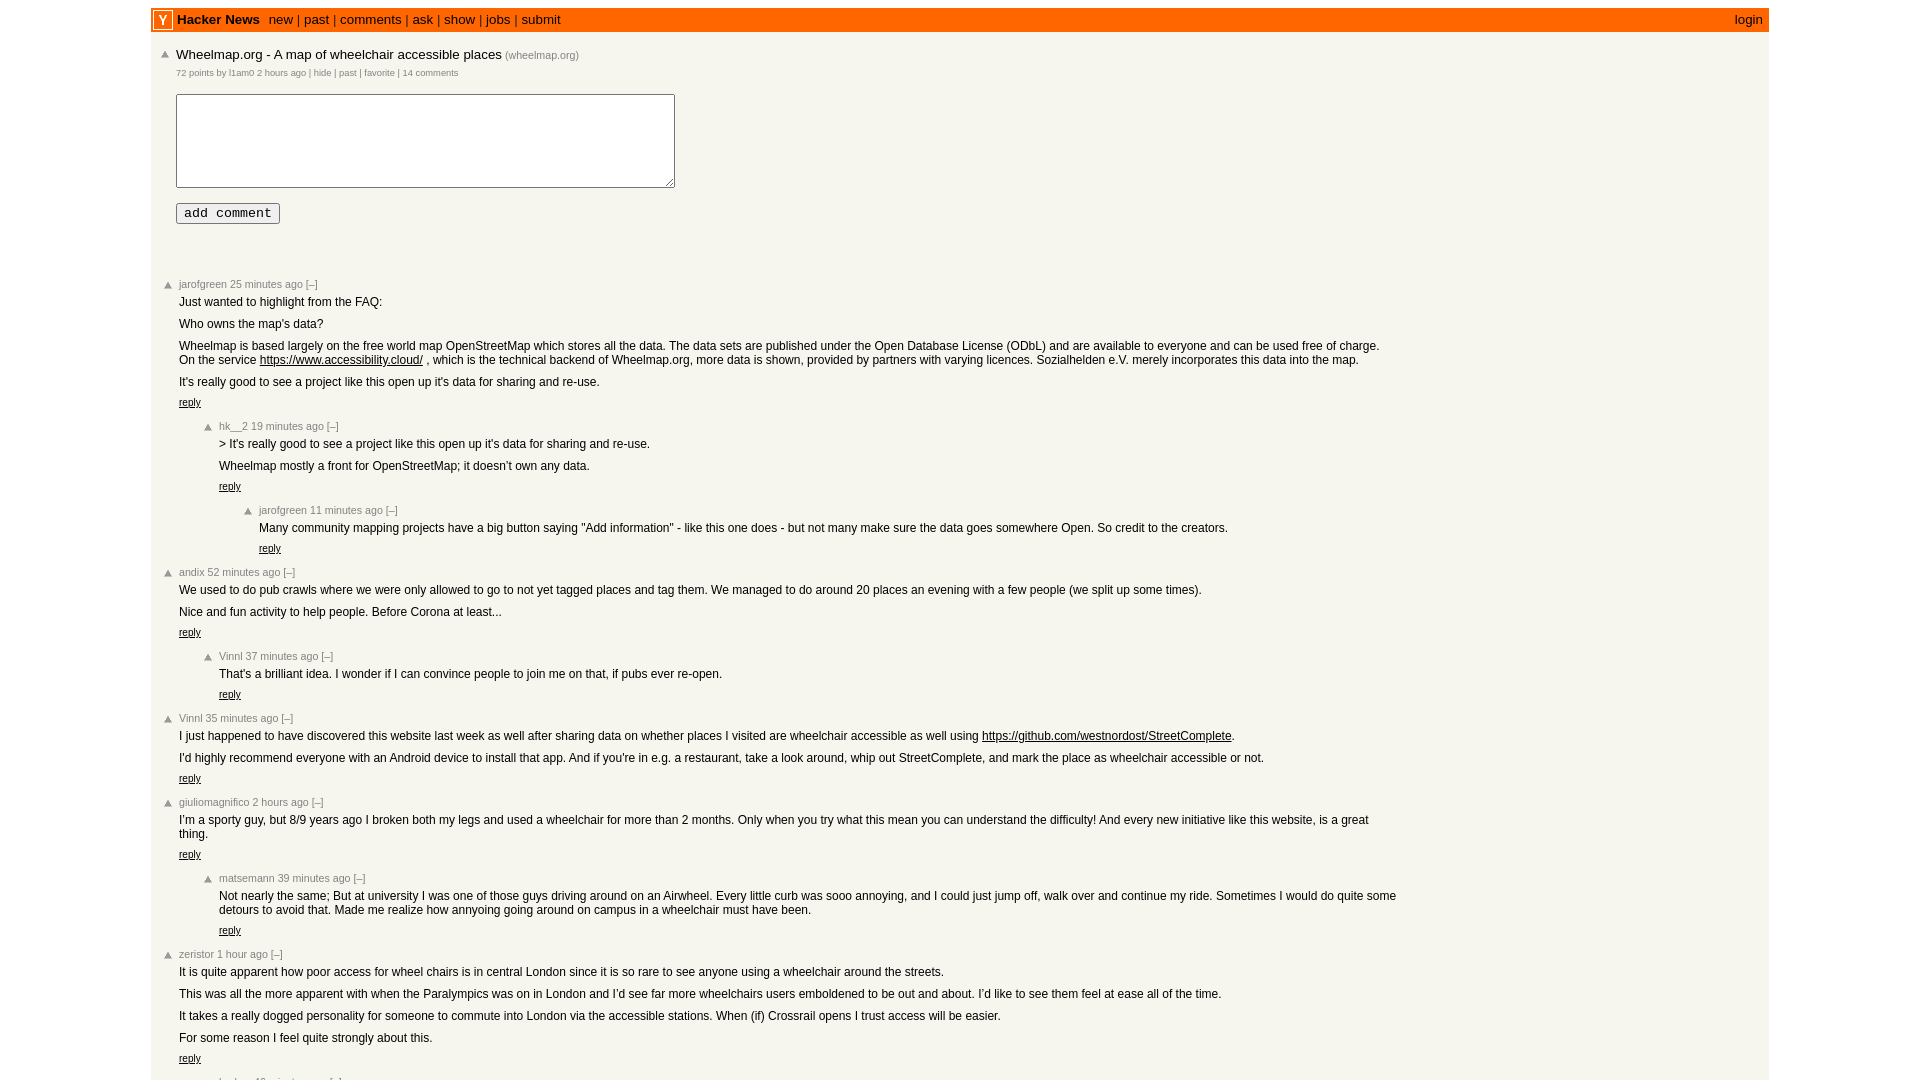 Y Hacker News new | past | comments | ask | show | jobs | submit login
Wheelmap.org - A map of wheelchair accessible places (wheelmap.org)
72 points by l1am0 2 hours ago | hide | past | favorite | 14 comments
add comment
jarofgreen 25 minutes ago [–]
Just wanted to highlight from the FAQ:
Who owns the map's data?
Wheelmap is based largely on the free world map OpenStreetMap which stores all the data. The data sets are published under the Open Database License (ODbL) and are available to everyone and can be used free of charge.
On the service https://www.accessibility.cloud/ , which is the technical backend of Wheelmap.org, more data is shown, provided by partners with varying licences. Sozialhelden e.V. merely incorporates this data into the map.
It's really good to see a project like this open up it's data for sharing and re-use.
reply
hk__2 19 minutes ago [–]
> It's really good to see a project like this open up it's data for sharing and re-use.
Wheelmap mostly a front for OpenStreetMap; it doesn’t own any data.
reply
jarofgreen 11 minutes ago [–]
Many community mapping projects have a big button saying "Add information" - like this one does - but not many make sure the data goes somewhere Open. So credit to the creators.
reply
andix 52 minutes ago [–]
We used to do pub crawls where we were only allowed to go to not yet tagged places and tag them. We managed to do around 20 places an evening with a few people (we split up some times).
Nice and fun activity to help people. Before Corona at least...
reply
Vinnl 37 minutes ago [–]
That's a brilliant idea. I wonder if I can convince people to join me on that, if pubs ever re-open.
reply
Vinnl 35 minutes ago [–]
I just happened to have discovered this website last week as well after sharing data on whether places I visited are wheelchair accessible as well using https://github.com/westnordost/StreetComplete.
I'd highly recommend everyone with an Android device to install that app. And if you're in e.g. a restaurant, take a look around, whip out StreetComplete, and mark the place as wheelchair accessible or not.
reply
giuliomagnifico 2 hours ago [–]
I’m a sporty guy, but 8/9 years ago I broken both my legs and used a wheelchair for more than 2 months. Only when you try what this mean you can understand the difficulty! And every new initiative like this website, is a great
thing.
reply
matsemann 39 minutes ago [–]
Not nearly the same; But at university I was one of those guys driving around on an Airwheel. Every little curb was sooo annoying, and I could just jump off, walk over and continue my ride. Sometimes I would do quite some
detours to avoid that. Made me realize how annyoing going around on campus in a wheelchair must have been.
reply
zeristor 1 hour ago [–]
It is quite apparent how poor access for wheel chairs is in central London since it is so rare to see anyone using a wheelchair around the streets.
This was all the more apparent with when the Paralympics was on in London and I’d see far more wheelchairs users emboldened to be out and about. I’d like to see them feel at ease all of the time.
It takes a really dogged personality for someone to commute into London via the accessible stations. When (if) Crossrail opens I trust access will be easier.
For some reason I feel quite strongly about this.
reply